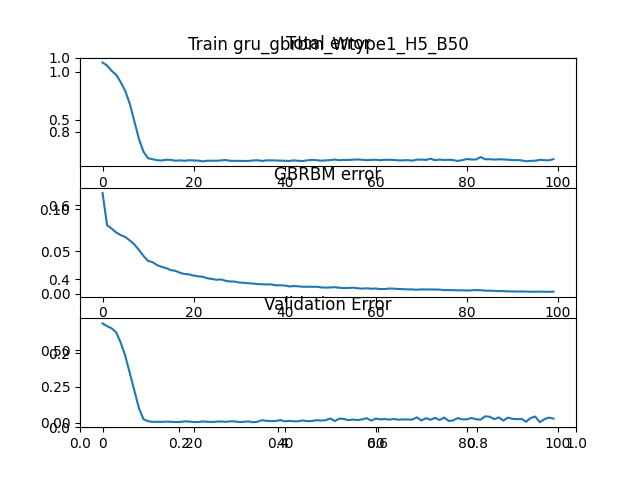 Train gru_gbrbm_Wtype1_H5_B50
Total error
1.0
1.0
0.5
0.8
0 20 40 60 80 100
GBRBM error
0.6
0.10
0.05
0.4
0.00
0 20 40 60 80 100
Validation Error
0.50
0.2
0.25
0.00
0.0
0 20 40 60 80 100
0.0 0.2 0.4 0.6 0.8 1.0